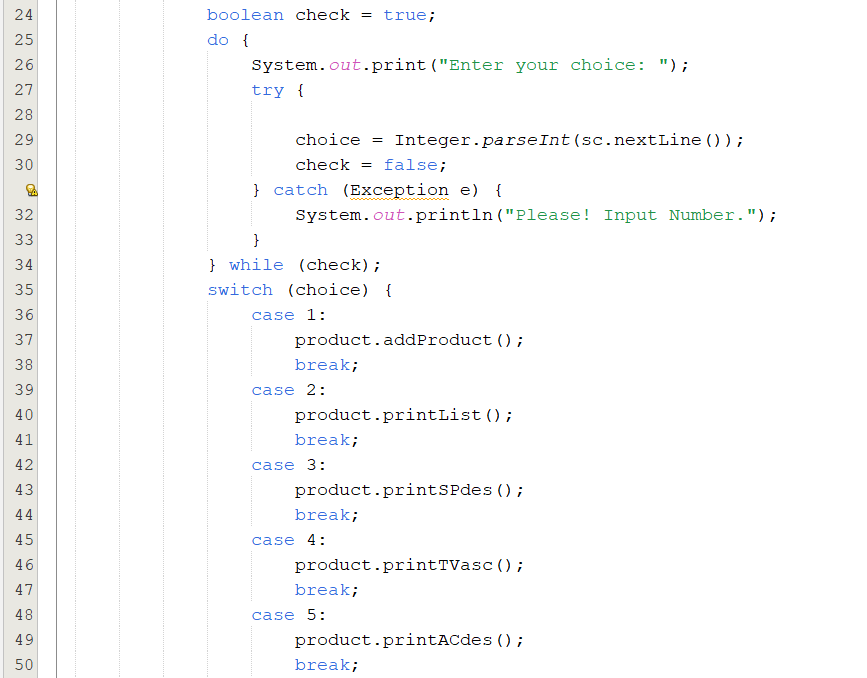 24 boolean check = true;
25 do {
26 System.out.print("Enter your choice: ");
27 try {
28
29 choice = Integer.parseInt(sc.nextLine());
30 check = false;
} catch (Exception e) {
32 System.out.println("Please! Input Number.");
33 }
34 } while (check);
35 switch (choice) {
36 case 1:
37 product.addProduct();
38 break;
39 case 2:
40 product.printList();
41 break;
42 case 3:
43 product.printSPdes();
44 break;
45 case 4:
46 product.printTVasc();
47 break;
48 case 5:
49 product.printACdes();
50 break;